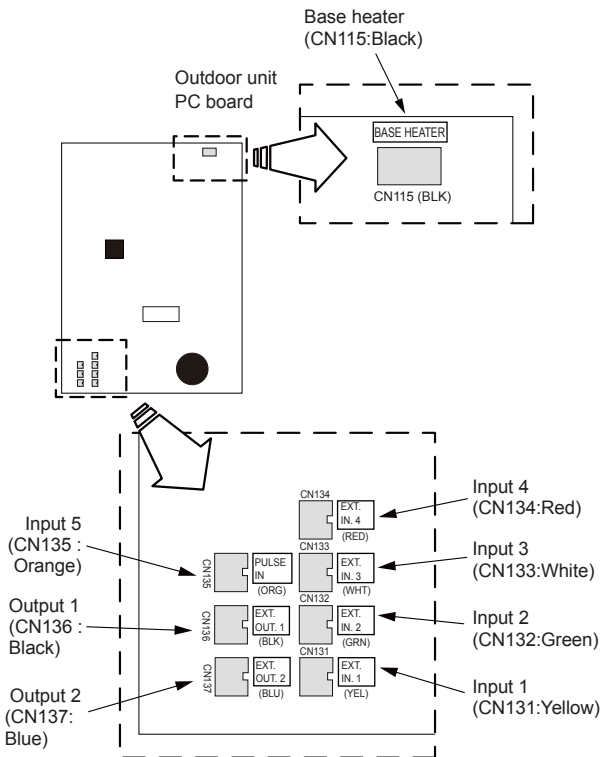 Base heater
(CN115:Black)
Outdoor unit
PC board
BASE HEATER
CN115 (BLK)
CN134
EXT.
IN. 4
(RED)
Input 4
(CN134:Red)
Input 5
(CN135 :
Orange)
CN135
PULSE
IN
(ORG)
CN133
EXT.
IN. 3
(WHT)
Input 3
(CN133:White)
Output 1
(CN136 :
Black)
CN136
EXT.
OUT. 1
(BLK)
CN132
EXT.
IN. 2
(GRN)
Input 2
(CN132:Green)
Output 2
(CN137:
Blue)
CN137
EXT.
OUT. 2
(BLU)
CN131
EXT.
IN. 1
(YEL)
Input 1
(CN131:Yellow)